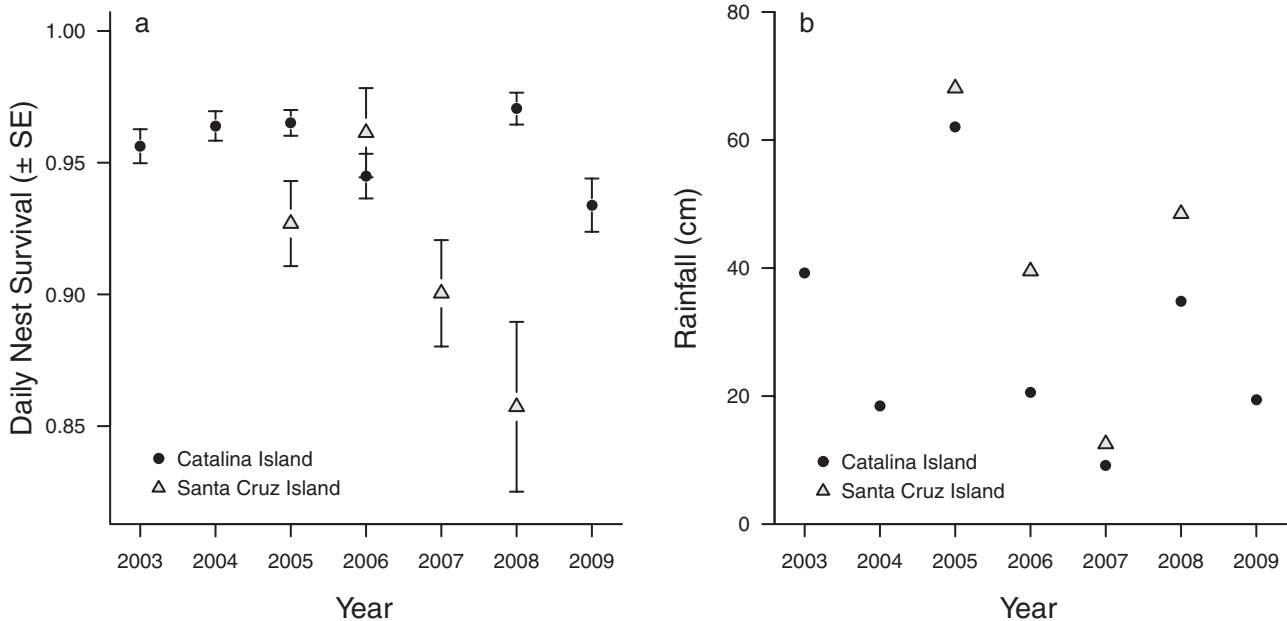 a
Daily Nest Survival (± SE)
1.00
0.95
0.90
0.85
Catalina Island
Santa Cruz Island
2003 2004 2005 2006 2007 2008 2009
Year
b
Rainfall (cm)
80
60
40
20
0
Catalina Island
Santa Cruz Island
2003 2004 2005 2006 2007 2008 2009
Year